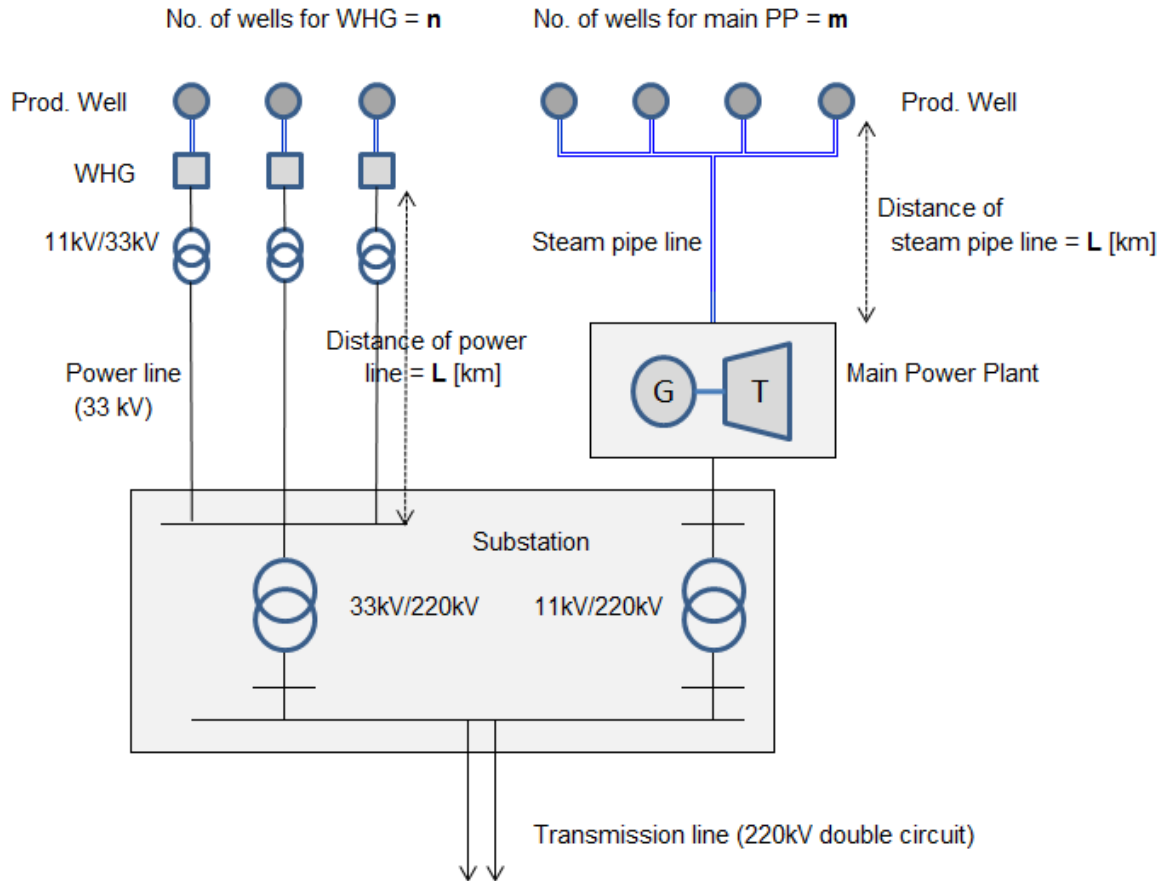 No. of wells for WHG = n
No. of wells for main PP = m
Prod. Well
Prod. Well
WHG
11kV/33kV
Steam pipe line
Distance of
steam pipe line = L [km]
Distance of power
line = L [km]
Power line
(33 kV)
G
T
Main Power Plant
Substation
33kV/220kV
11kV/220kV
Transmission line (220kV double circuit)